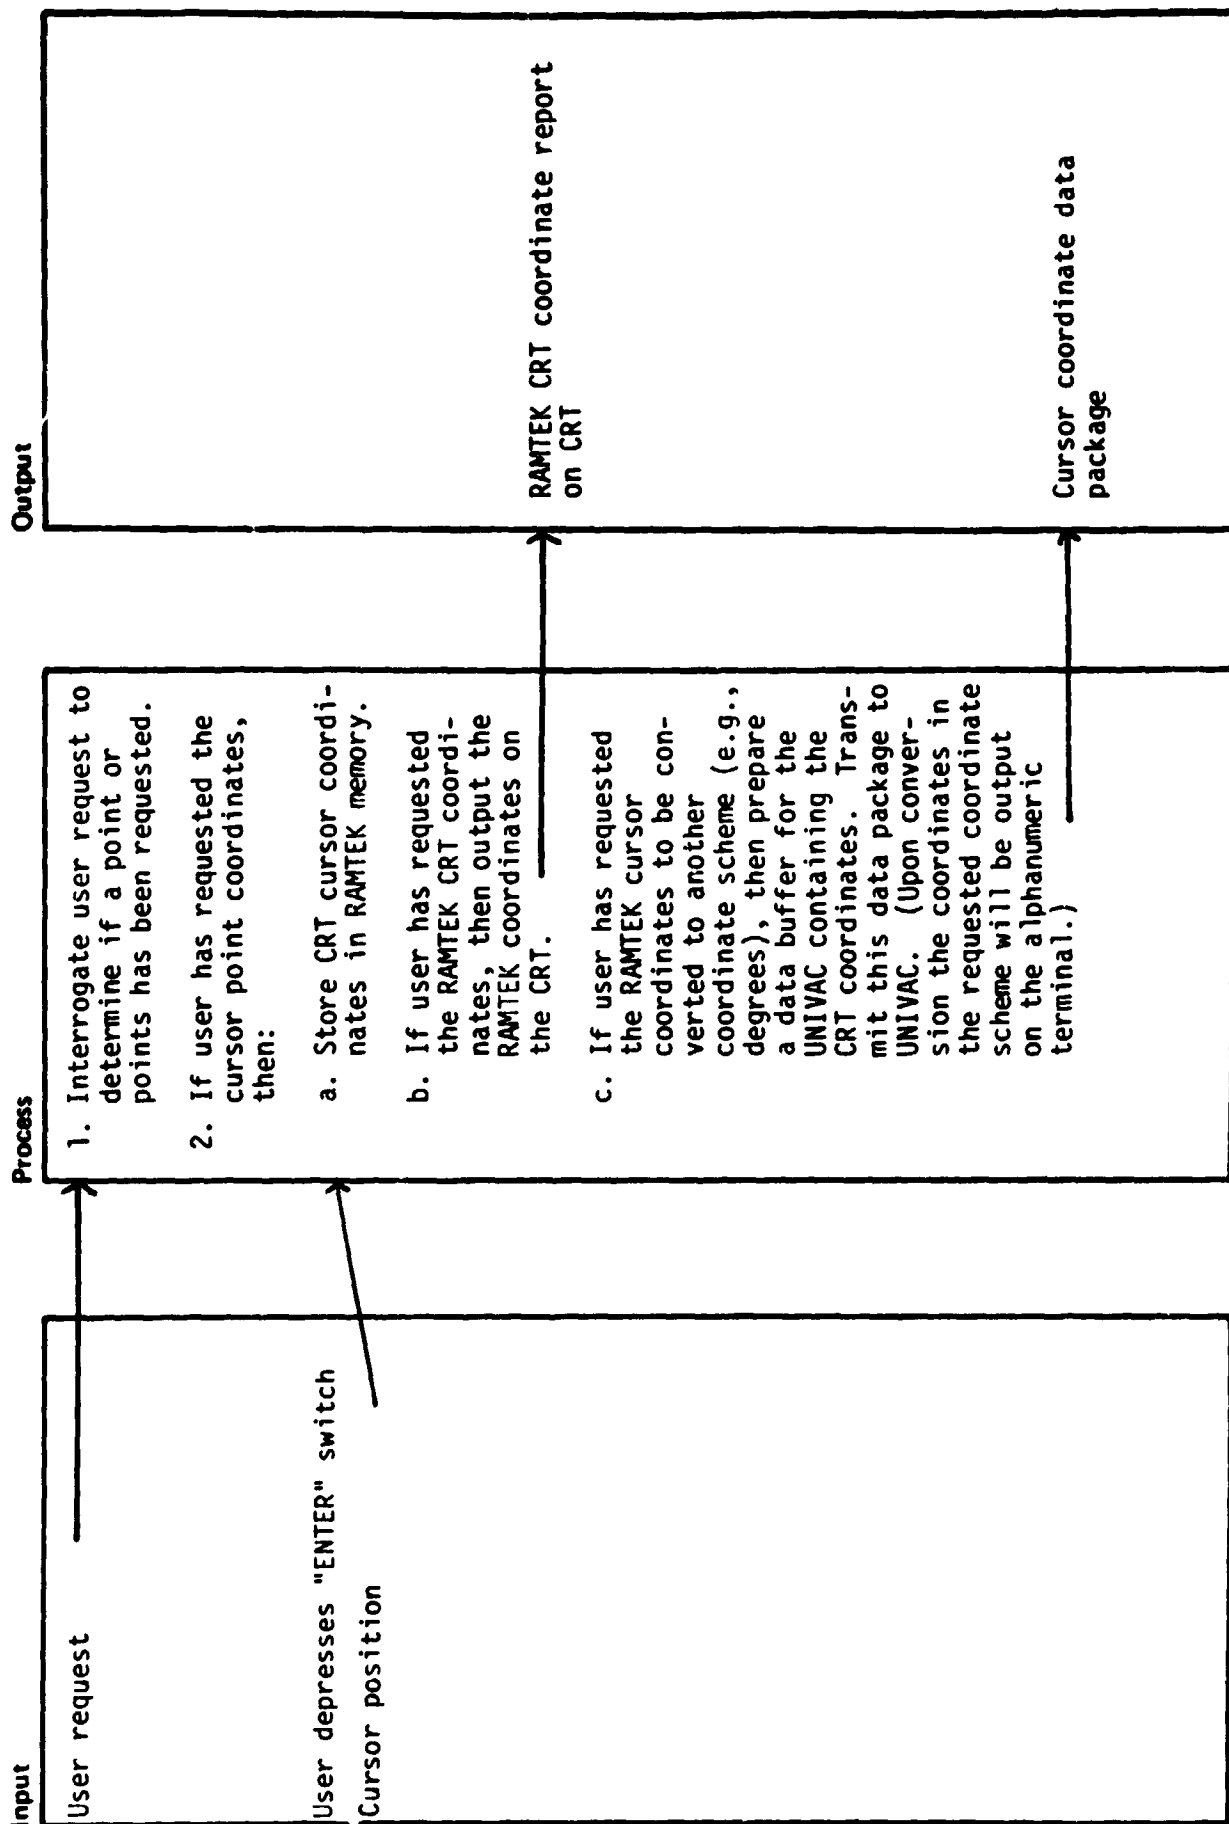 Input
User request
User depresses "ENTER" switch
Cursor position
Process
1. Interrogate user request to
determine if a point or
points has been requested.
2. If user has requested the
cursor point coordinates,
then:
a. Store CRT cursor coordi-
nates in RAMTEK memory.
b. If user has requested
the RAMTEK CRT coordi-
nates, then output the
RAMTEK coordinates on
the CRT.
c. If user has requested
the RAMTEK cursor
coordinates to be con-
verted to another
coordinate scheme (e.g.,
degrees), then prepare
a data buffer for the
UNIVAC containing the
CRT coordinates. Trans-
mit this data package to
UNIVAC. (Upon conver-
sion the coordinates in
the requested coordinate
scheme will be output
on the alphanumeric
terminal.)
Output
RAMTEK CRT coordinate report
on CRT
Cursor coordinate data
package